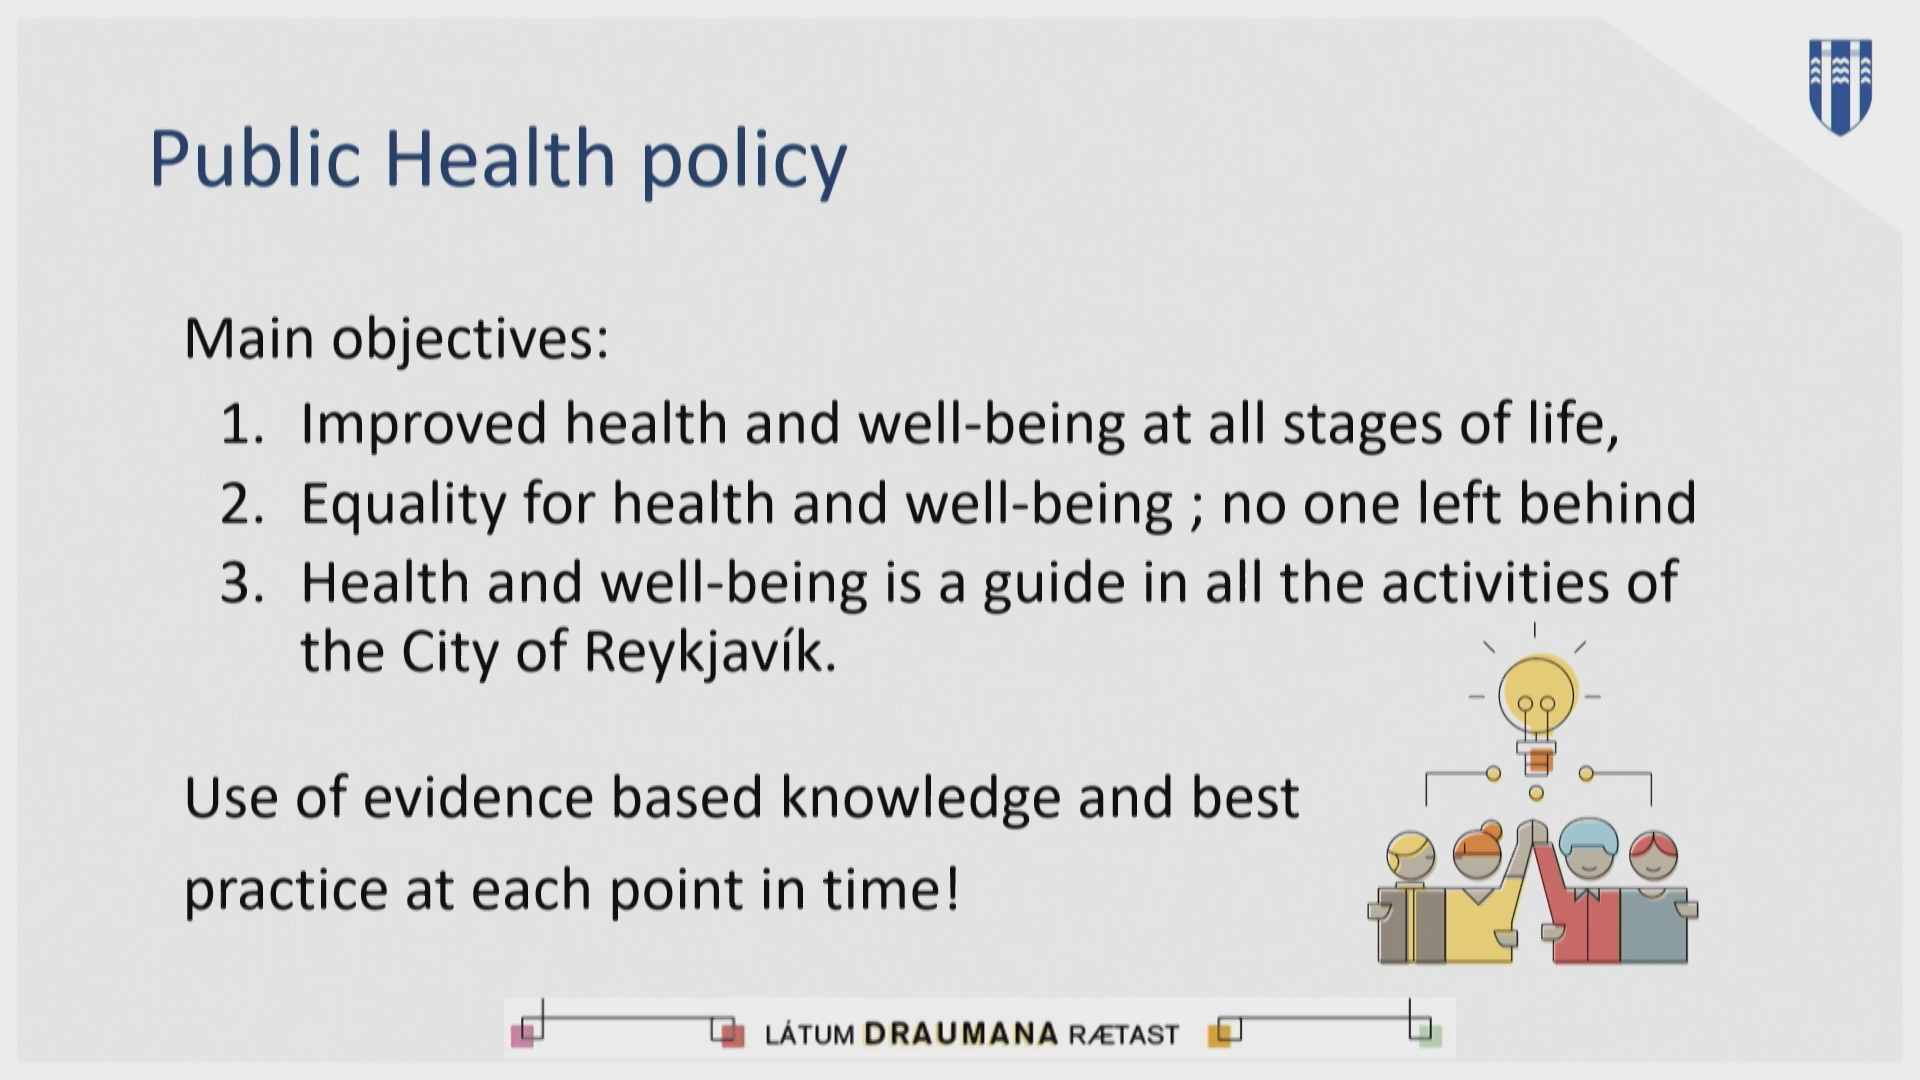 Public Health policy
Main objectives:
1. Improved health and well-being at all stages of life,
2. Equality for health and well-being ; no one left behind
3. Health and well-being is a guide in all the activities of
the City of Reykjavík.
Use of evidence based knowledge and best
practice at each point in time!
LÁTUM DRAUMANA RÆTAST